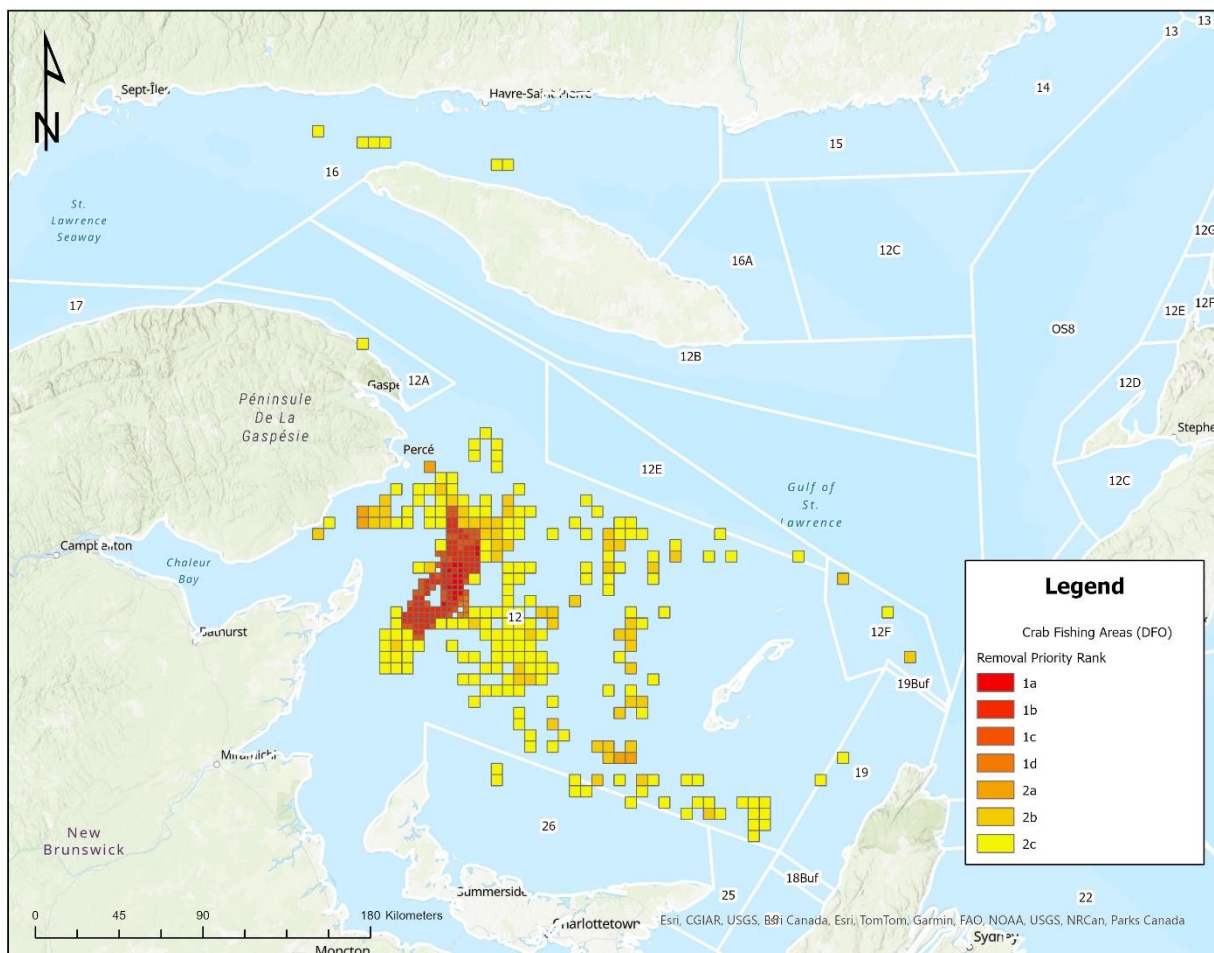 N
Sept-Îles
Havre-Saint-Pierre
13
13
14
15
16
St.
Lawrence
Seaway
12G
16A
12C
17
12E
12F
OS8
12B
12A
Gaspé
12D
Péninsule
De La
Gaspésie
Stephe
Percé
12E
12C
Gulf of
St.
Lawrence
Campbellton
Chaleur
Bay
12
12F
Bathurst
19Buf
Miramichi
19
26
New
Brunswick
18Buf
25
22
Summerside
Charlottetown
Sydney
Moncton
0 45 90 180 Kilometers
Esri, CGIAR, USGS, Esri Canada, Esri, TomTom, Garmin, FAO, NOAA, USGS, NRCan, Parks Canada
Legend
Crab Fishing Areas (DFO)
Removal Priority Rank
1a
1b
1c
1d
2a
2b
2c